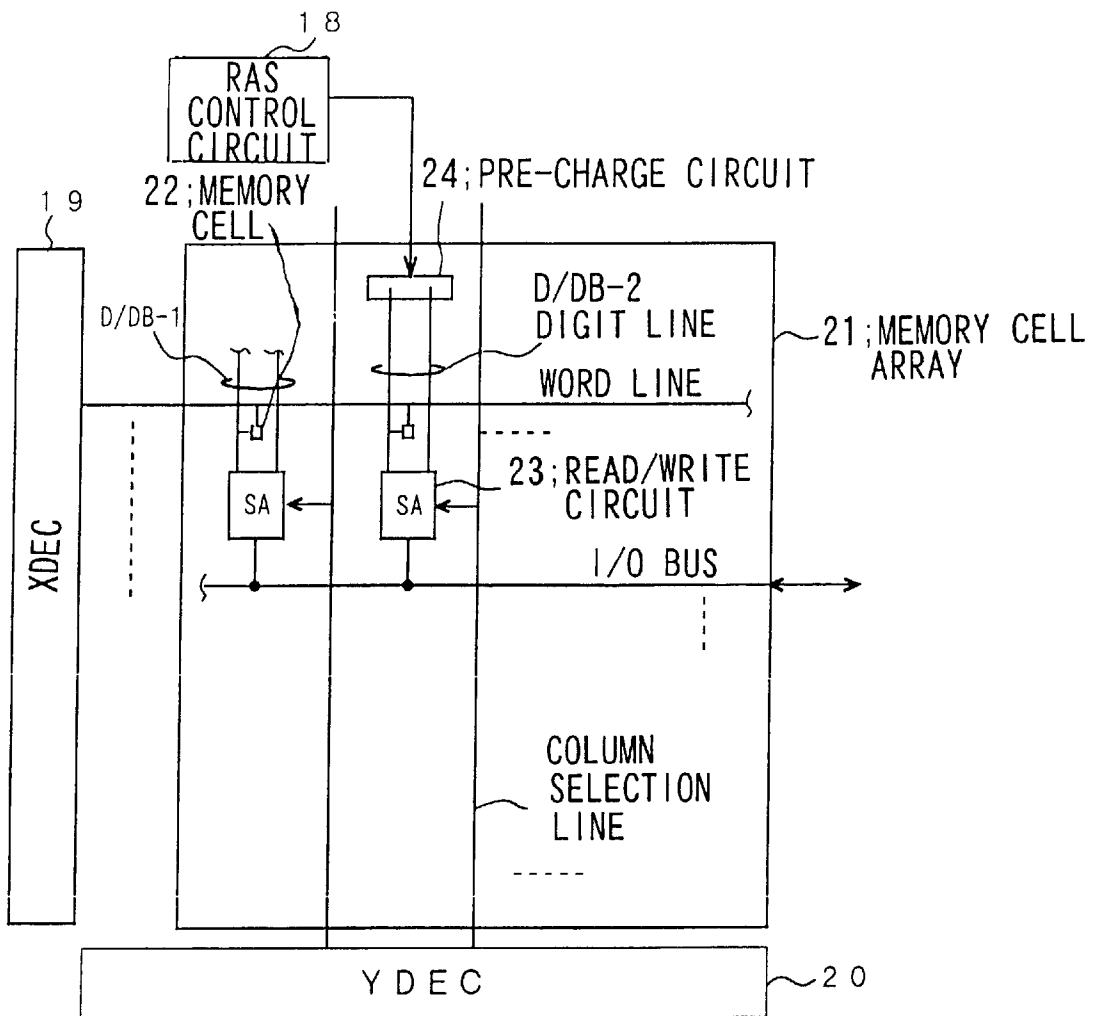 18
RAS
CONTROL
CIRCUIT
24;PRE-CHARGE CIRCUIT
22;MEMORY
CELL
19
D/DB-1
D/DB-2
DIGIT LINE
21;MEMORY CELL
ARRAY
WORD LINE
23;READ/WRITE
CIRCUIT
SA
SA
XDEC
I/O BUS
COLUMN
SELECTION
LINE
YDEC
20